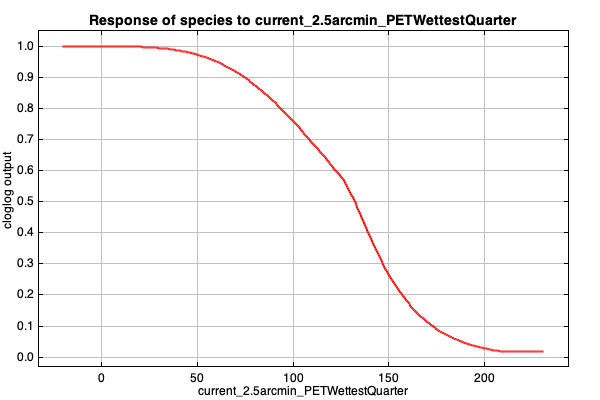 Response of species to current_2.5arcmin_PETWettestQuarter
1.0
0.9
0.8
0.7
0.6
0.5
0.4
0.3
0.2
0.1
0.0
cloglog output
0 50 100 150 200
current_2.5arcmin_PETWettestQuarter